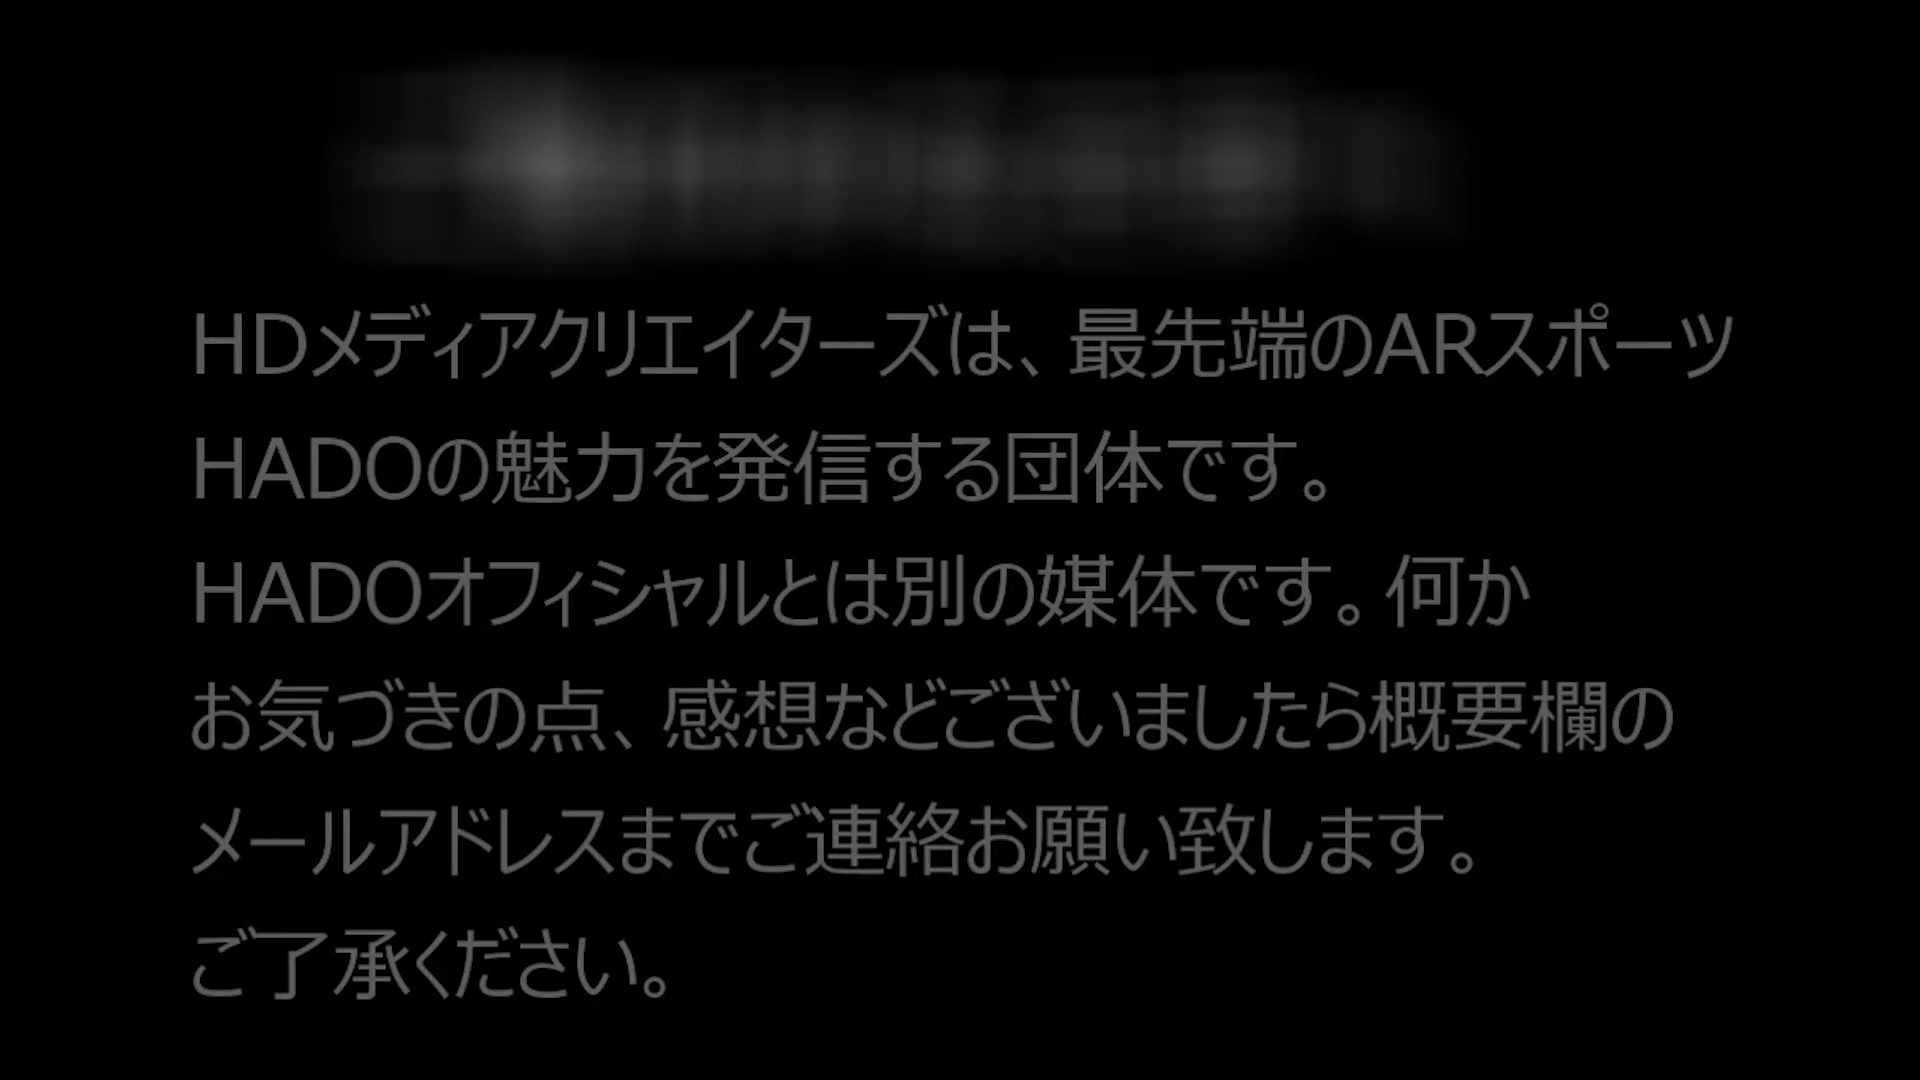 HDメディアクリエイターズは、最先端のARスポーツ
HADOの魅力を発信する団体です。
HADOオフィシャルとは別の媒体です。何か
お気づきの点、感想などございましたら概要欄の
メールアドレスまでご連絡お願い致します。
ご了承ください。